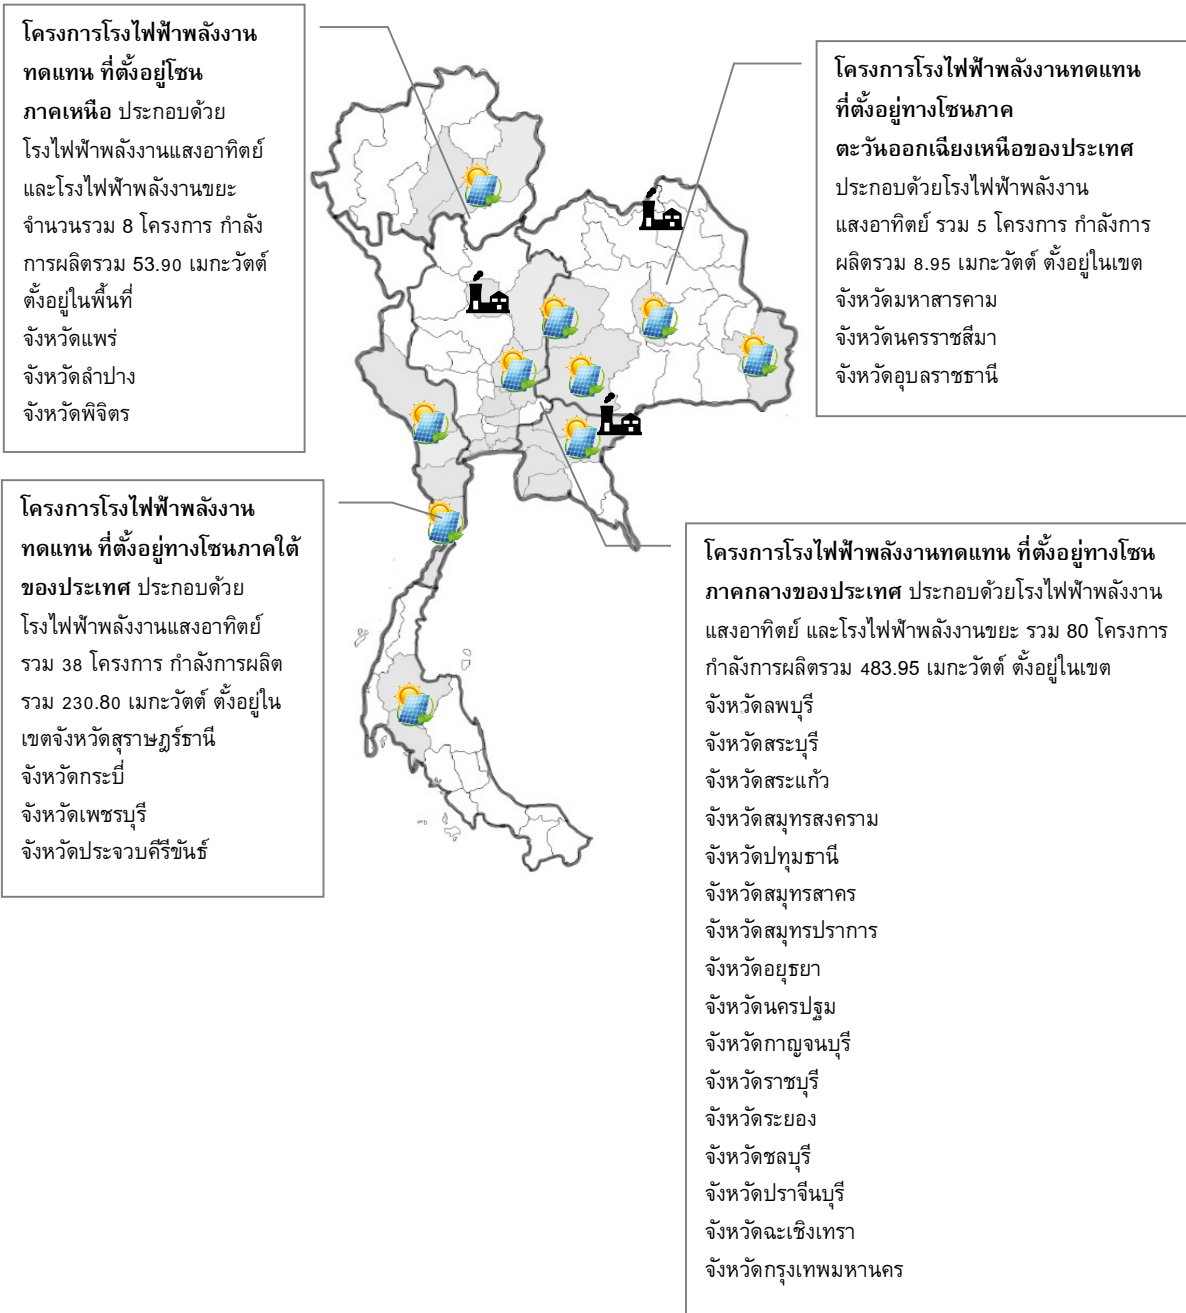 โครงการโรงไฟฟ้าพลังงาน
ทดแทน ที่ตั้งอยู่โซน
ภาคเหนือ ประกอบด้วย
โรงไฟฟ้าพลังงานแสงอาทิตย์
และโรงไฟฟ้าพลังงานขยะ
จำนวนรวม 8 โครงการ กำลัง
การผลิตรวม 53.90 เมกะวัตต์
ตั้งอยู่ในพื้นที่
จังหวัดแพร่
จังหวัดลำปาง
จังหวัดพิจิตร
โครงการโรงไฟฟ้าพลังงานทดแทน
ที่ตั้งอยู่ทางโซนภาค
ตะวันออกเฉียงเหนือของประเทศ
ประกอบด้วยโรงไฟฟ้าพลังงาน
แสงอาทิตย์ รวม 5 โครงการ กำลังการ
ผลิตรวม 8.95 เมกะวัตต์ ตั้งอยู่ในเขต
จังหวัดมหาสารคาม
จังหวัดนครราชสีมา
จังหวัดอุบลราชธานี
โครงการโรงไฟฟ้าพลังงาน
ทดแทน ที่ตั้งอยู่ทางโซนภาคใต้
ของประเทศ ประกอบด้วย
โรงไฟฟ้าพลังงานแสงอาทิตย์
รวม 38 โครงการ กำลังการผลิต
รวม 230.80 เมกะวัตต์ ตั้งอยู่ใน
เขตจังหวัดสุราษฎร์ธานี
จังหวัดกระบี่
จังหวัดเพชรบุรี
จังหวัดประจวบคีรีขันธ์
โครงการโรงไฟฟ้าพลังงานทดแทน ที่ตั้งอยู่ทางโซน
ภาคกลางของประเทศ ประกอบด้วยโรงไฟฟ้าพลังงาน
แสงอาทิตย์ และโรงไฟฟ้าพลังงานขยะ รวม 80 โครงการ
กำลังการผลิตรวม 483.95 เมกะวัตต์ ตั้งอยู่ในเขต
จังหวัดลพบุรี
จังหวัดสระบุรี
จังหวัดสระแก้ว
จังหวัดสมุทรสงคราม
จังหวัดปทุมธานี
จังหวัดสมุทรสาคร
จังหวัดสมุทรปราการ
จังหวัดอยุธยา
จังหวัดนครปฐม
จังหวัดกาญจนบุรี
จังหวัดราชบุรี
จังหวัดระยอง
จังหวัดชลบุรี
จังหวัดปราจีนบุรี
จังหวัดฉะเชิงเทรา
จังหวัดกรุงเทพมหานคร